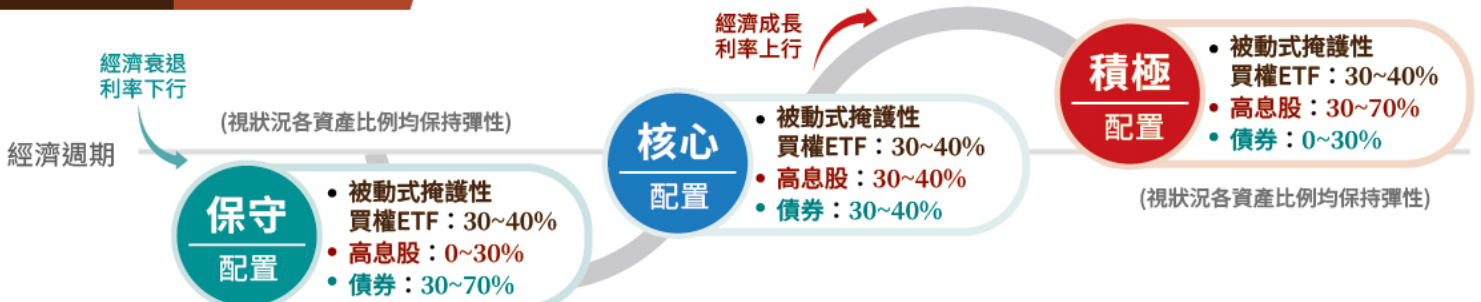 經濟週期
經濟衰退
利率下行
(視狀況各資產比例均保持彈性)
保守
配置
• 被動式掩護性
買權ETF：30~40%
• 高息股：0~30%
• 債券：30~70%
核心
配置
• 被動式掩護性
買權ETF：30~40%
• 高息股：30~40%
• 債券：30~40%
經濟成長
利率上行
積極
配置
• 被動式掩護性
買權ETF：30~40%
• 高息股：30~70%
• 債券：0~30%
(視狀況各資產比例均保持彈性)